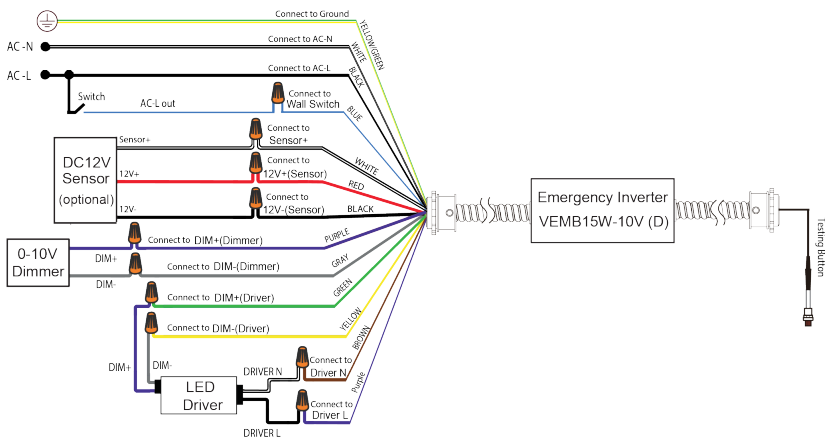 Connect to Ground
YELLOW/GREEN
AC-N
Connect to AC-N
WHITE
AC-L
Connect to AC-L
BLACK
Switch
AC-L out
Connect to
Wall Switch
BLUE
Sensor+
Connect to
Sensor+
WHITE
DC12V
Sensor
(optional)
12V+
Connect to
12V+(Sensor)
RED
12V-
Connect to
12V-(Sensor)
BLACK
Emergency Inverter
VEMB15W-10V (D)
Testing Button
0-10V
Dimmer
DIM+
Connect to DIM+(Dimmer)
PURPLE
DIM-
Connect to DIM-(Dimmer)
GRAY
Connect to DIM+(Driver)
GREEN
Connect to DIM-(Driver)
YELLOW
DIM+
DIM-
LED
Driver
DRIVER N
Connect to
Driver N
BROWN
DRIVER L
Connect to
Driver L
Purple